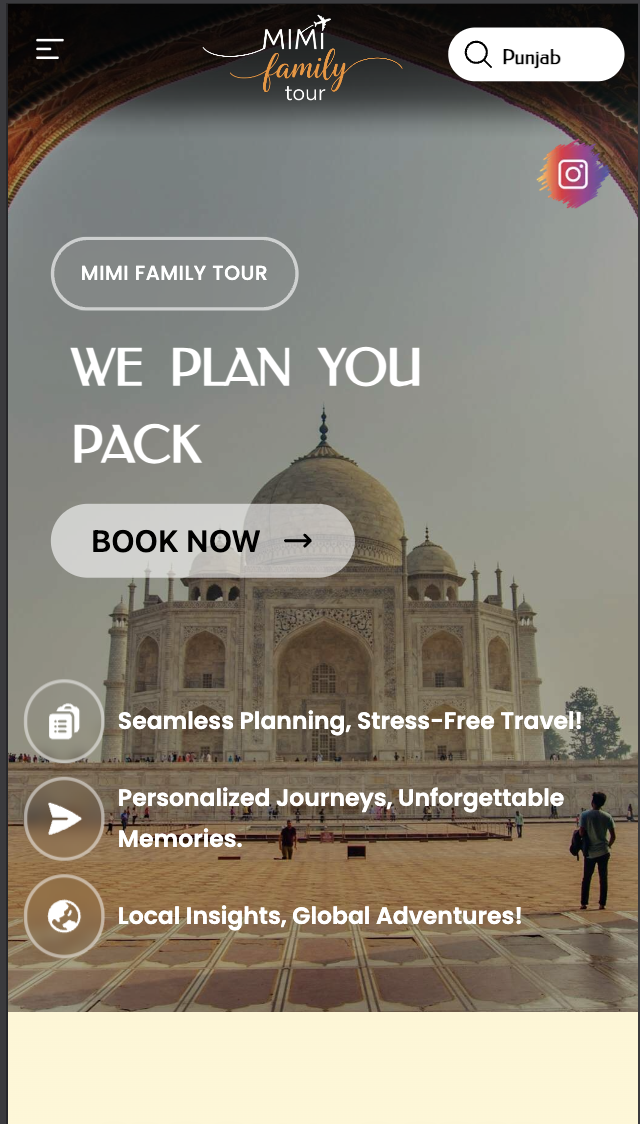 MIMI
family
tour
Punjab
MIMI FAMILY TOUR
WE PLAN YOU
PACK
BOOK NOW →
Seamless Planning, Stress-Free Travel!
Personalized Journeys, Unforgettable
Memories.
Local Insights, Global Adventures!